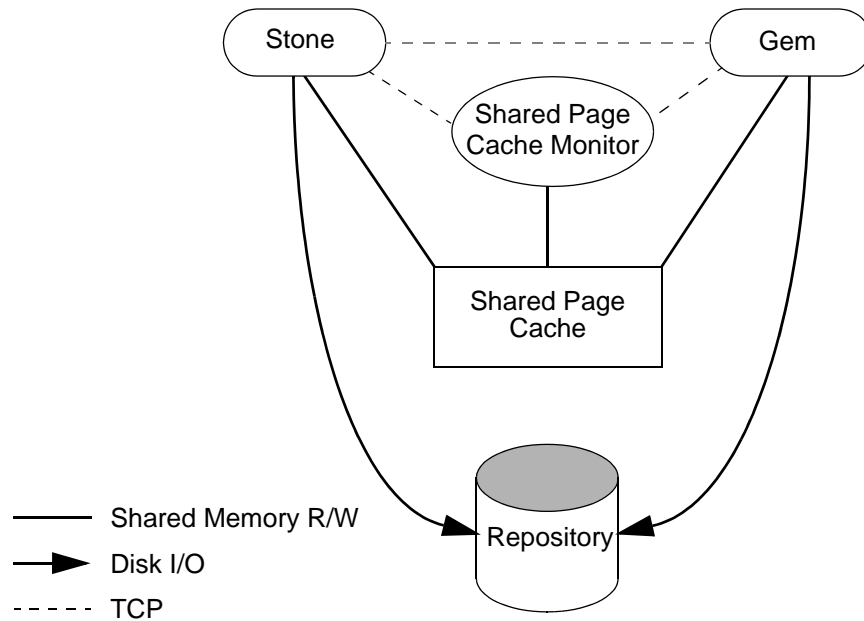 Stone
Gem
Shared Page
Cache Monitor
Shared Page
Cache
Repository
Shared Memory R/W
Disk I/O
TCP